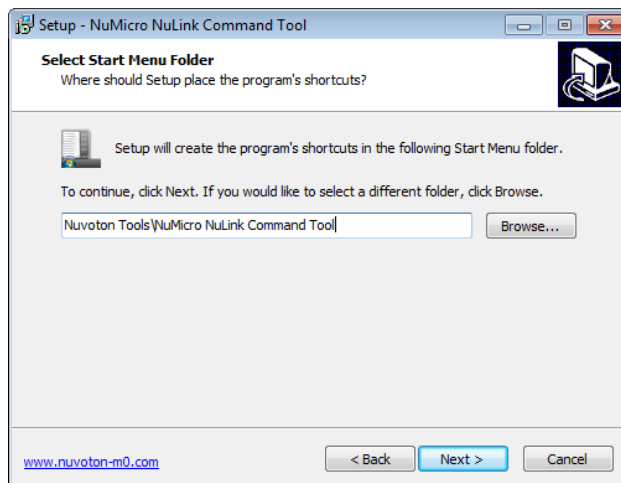 Setup - NuMicro NuLink Command Tool
Select Start Menu Folder
Where should Setup place the program's shortcuts?
Setup will create the program's shortcuts in the following Start Menu folder.
To continue, click Next. If you would like to select a different folder, click Browse.
Nuvoton Tools\NuMicro NuLink Command Tool
Browse...
www.nuvoton-m0.com
< Back
Next >
Cancel